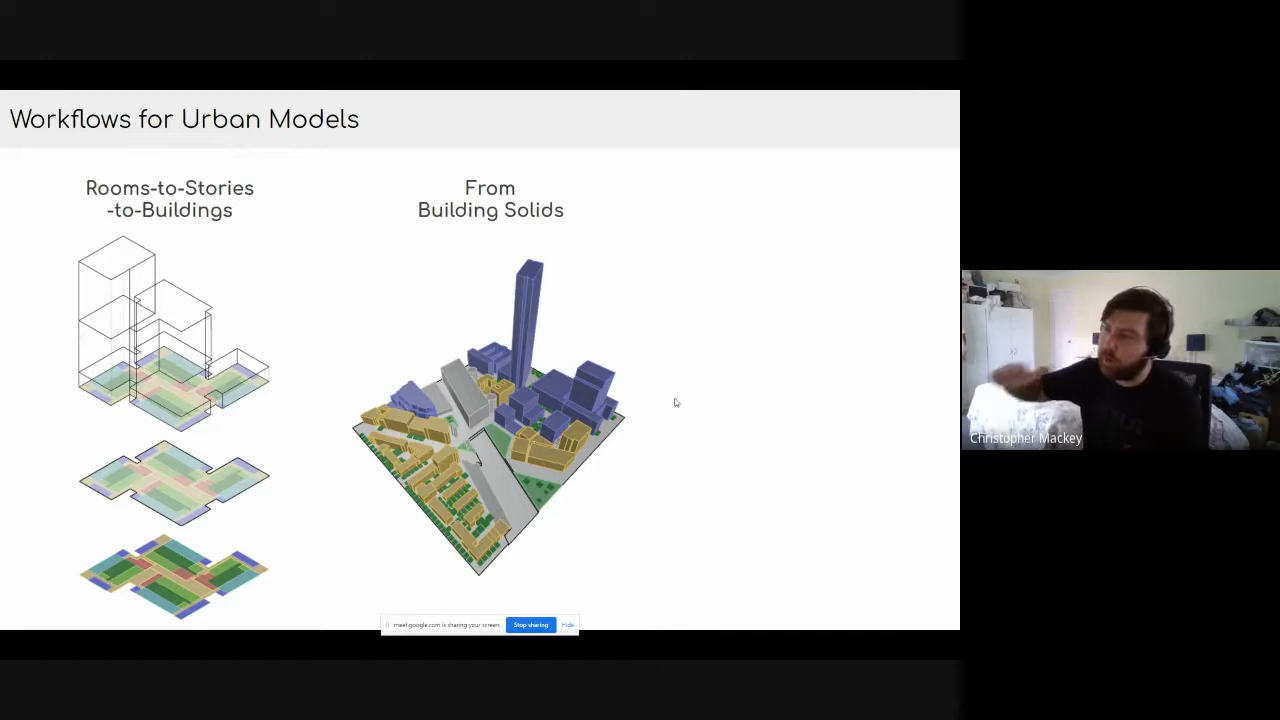 Workflows for Urban Models
Rooms-to-Stories
-to-Buildings
From
Building Solids
Christopher Mackey
meet.google.com is sharing your screen.
Stop sharing
Hide